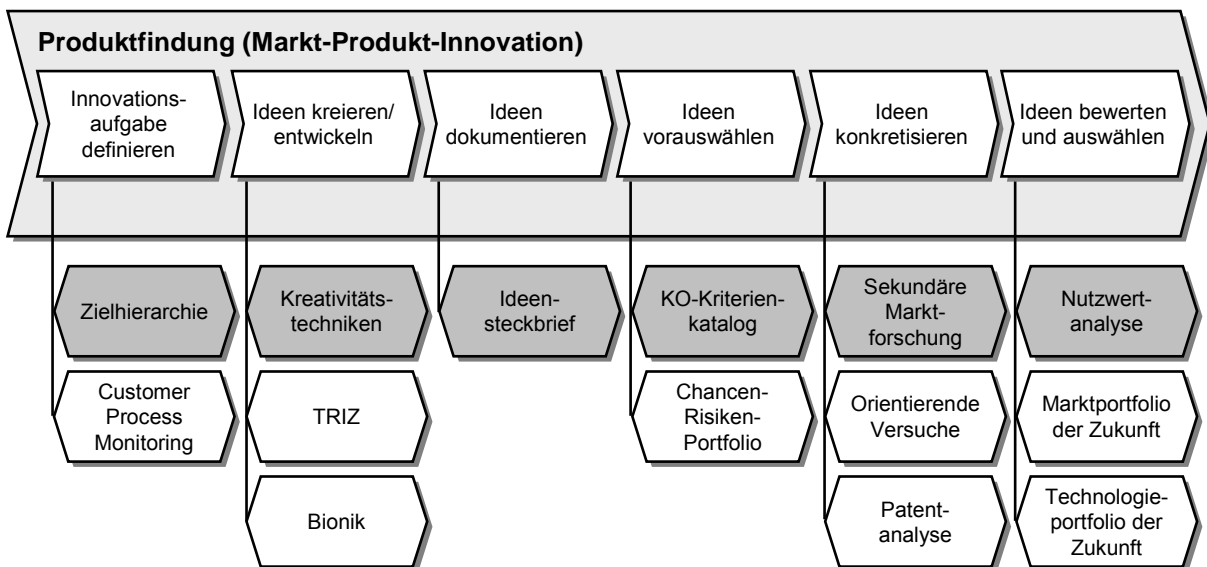 Produktfindung (Markt-Produkt-Innovation)
Innovations-
aufgabe
definieren
Ideen kreieren/
entwickeln
Ideen
dokumentieren
Ideen
vorauswählen
Ideen
konkretisieren
Ideen bewerten
und auswählen
Zielhierarchie
Kreativitäts-
techniken
Ideen-
steckbrief
KO-Kriterien-
katalog
Sekundäre
Markt-
forschung
Nutzwert-
analyse
Customer
Process
Monitoring
TRIZ
Chancen-
Risiken-
Portfolio
Orientierende
Versuche
Marktportfolio
der Zukunft
Bionik
Patent-
analyse
Technologie-
portfolio der
Zukunft